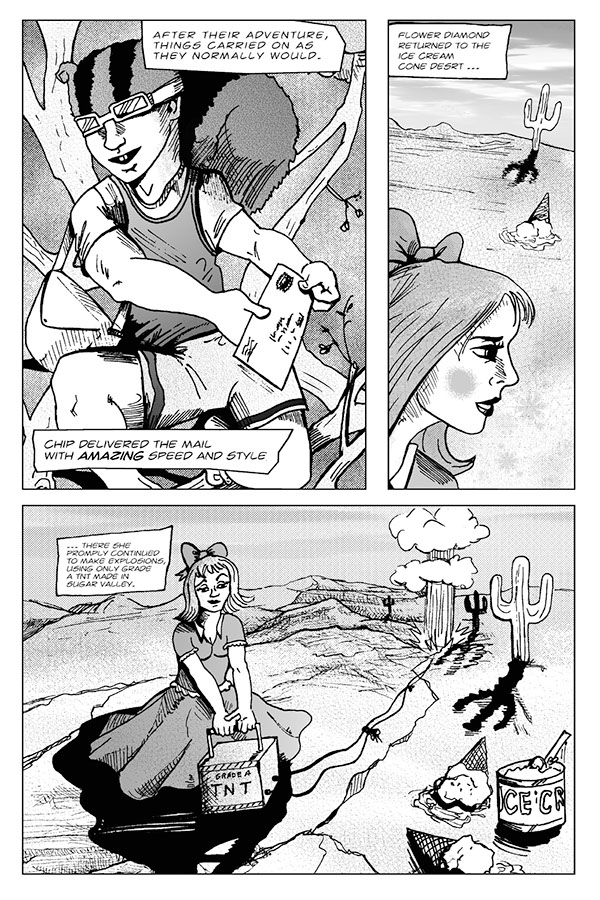 AFTER THEIR ADVENTURE,
THINGS CARRIED ON AS
THEY NORMALLY WOULD.
CHIP DELIVERED THE MAIL
WITH AMAZING SPEED AND STYLE
FLOWER DIAMOND
RETURNED TO THE
ICE CREAM
CONE DESRT ...
... THERE SHE
PROMPLY CONTINUED
TO MAKE EXPLOSIONS,
USING ONLY GRADE
A TNT MADE IN
SUGAR VALLEY.
GRADE A
TNT
ICE CR